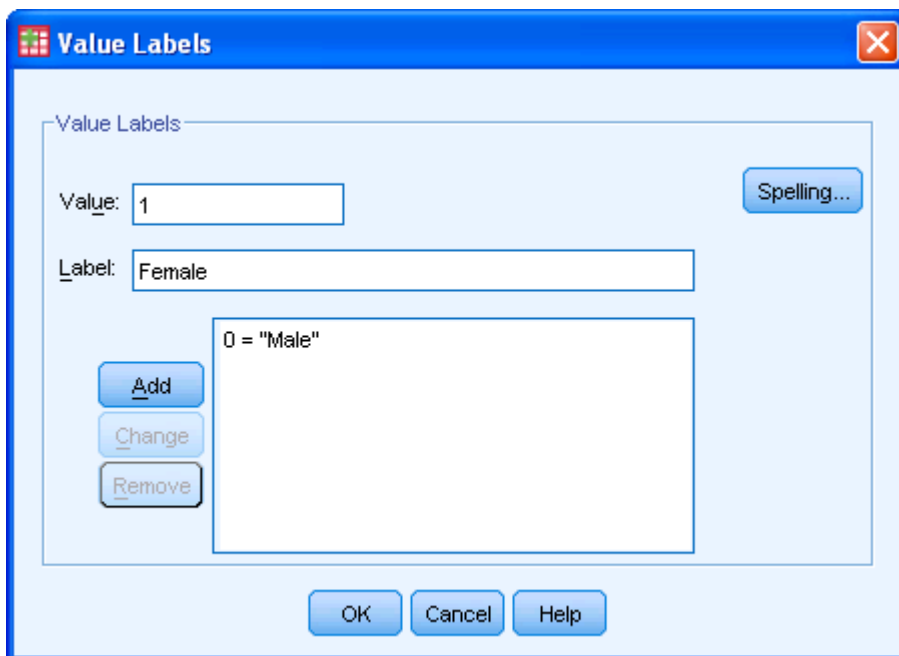 Value Labels
Value Labels
Value: 1
Spelling...
Label: Female
0 = "Male"
Add
Change
Remove
OK Cancel Help